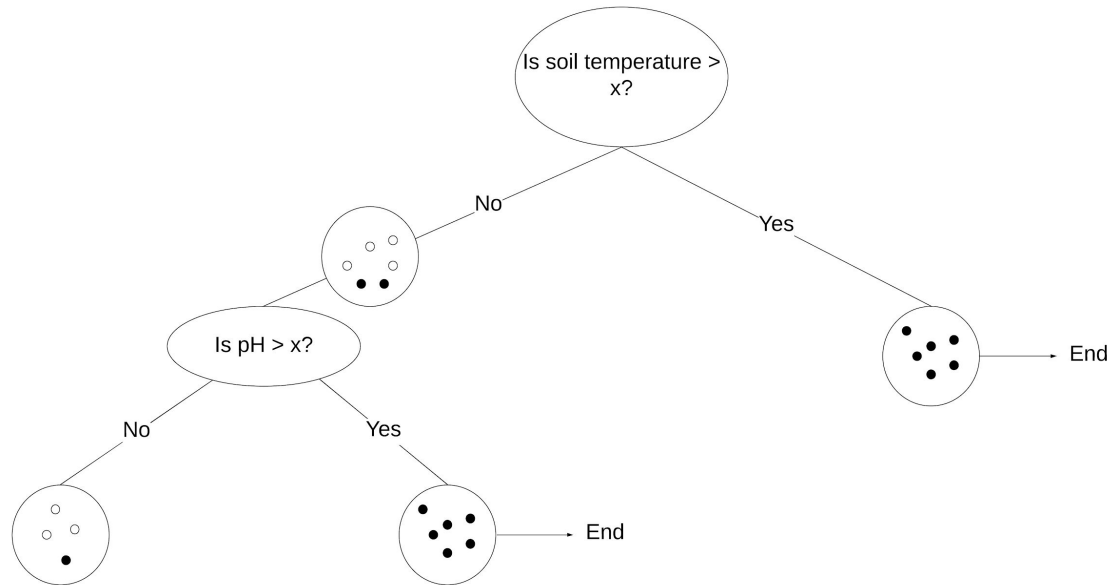 Is soil temperature >
x?
No
Yes
Is pH > x?
End
No
Yes
End